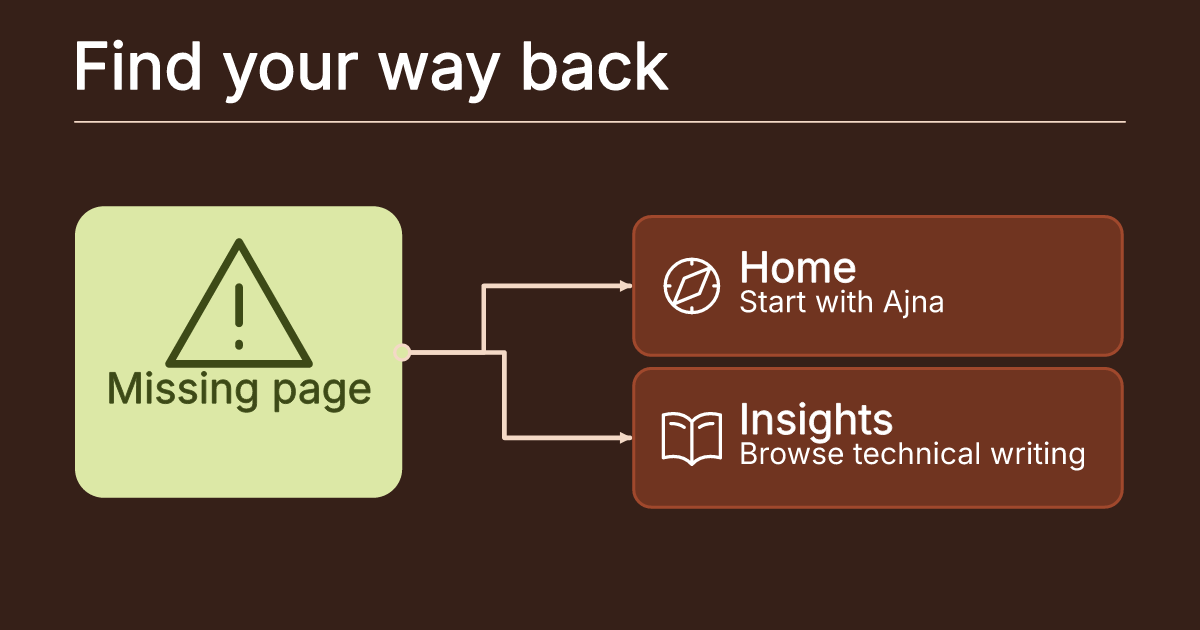 Find your way back
Missing page
Home
Start with Ajna
Insights
Browse technical writing